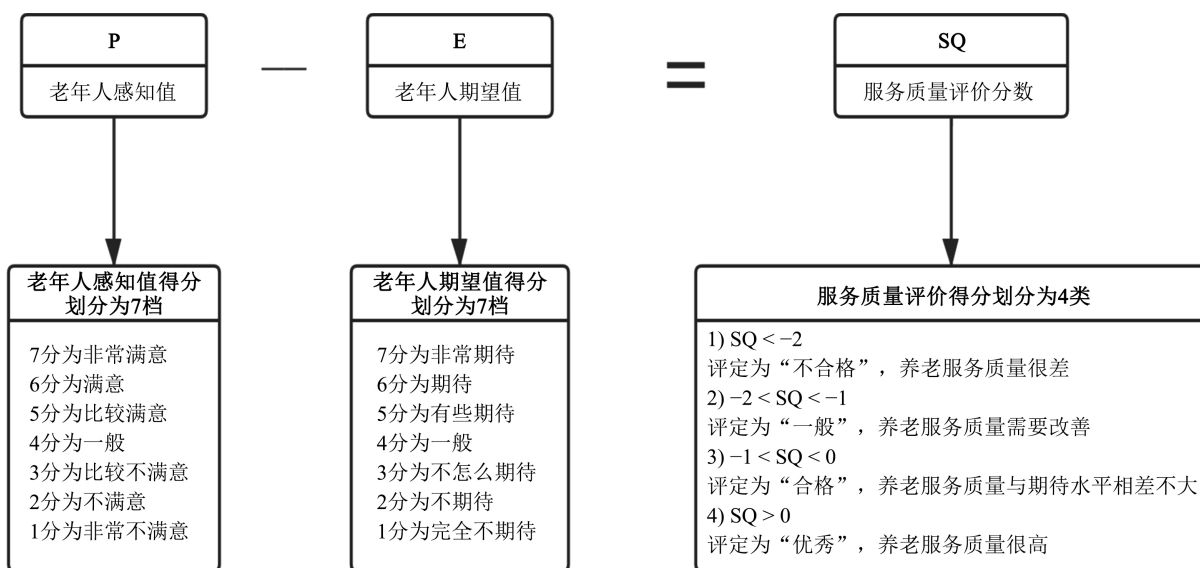 P
老年人感知值
—
E
老年人期望值
=
SQ
服务质量评价分数
老年人感知值得分
划分为7档
7分为非常满意
6分为满意
5分为比较满意
4分为一般
3分为比较不满意
2分为不满意
1分为非常不满意
老年人期望值得分
划分为7档
7分为非常期待
6分为期待
5分为有些期待
4分为一般
3分为不怎么期待
2分为不期待
1分为完全不期待
服务质量评价得分划分为4类
1) SQ < −2
评定为“不合格”，养老服务质量很差
2) −2 < SQ < −1
评定为“一般”，养老服务质量需要改善
3) −1 < SQ < 0
评定为“合格”，养老服务质量与期待水平相差不大
4) SQ > 0
评定为“优秀”，养老服务质量很高